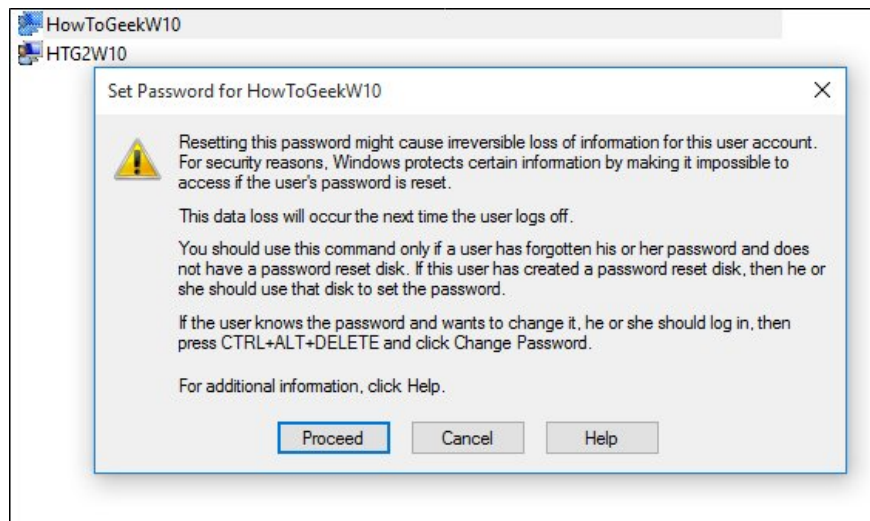 HowToGeekW10
HTG2W10
Set Password for HowToGeekW10
Resetting this password might cause irreversible loss of information for this user account.
For security reasons, Windows protects certain information by making it impossible to
access if the user's password is reset.
This data loss will occur the next time the user logs off.
You should use this command only if a user has forgotten his or her password and does
not have a password reset disk. If this user has created a password reset disk, then he or
she should use that disk to set the password.
If the user knows the password and wants to change it, he or she should log in, then
press CTRL+ALT+DELETE and click Change Password.
For additional information, click Help.
Proceed
Cancel
Help